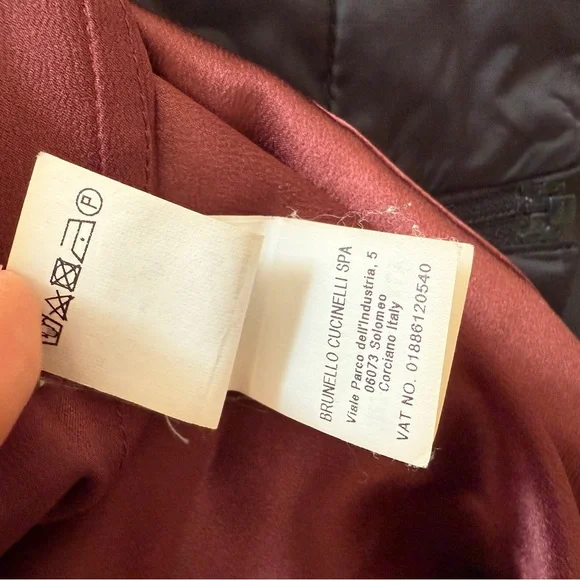 P
BRUNELLO CUCINELLI SPA
Viale Parco dell'Industria, 5
06073 Solomeo
Corciano Italy
VAT NO. 01886120540